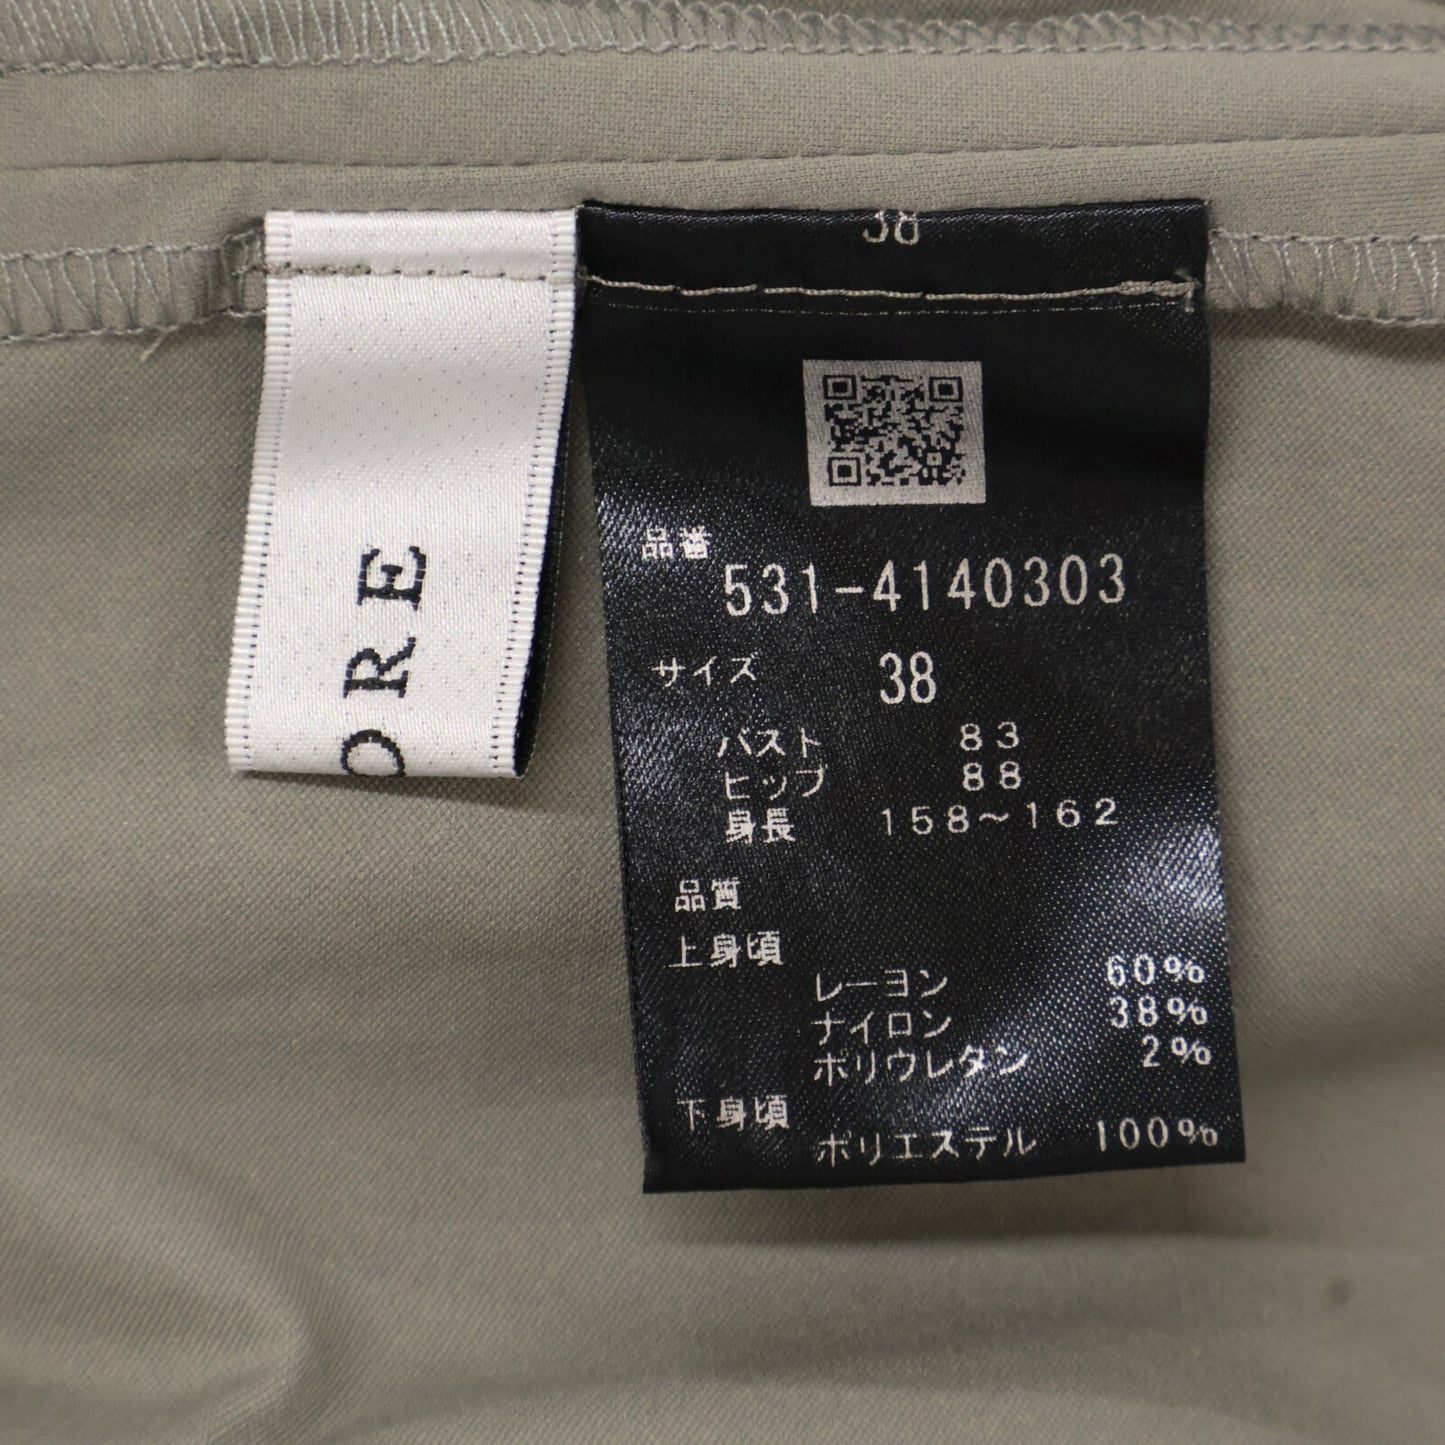 ORE
38
品番
531-4140303
サイズ 38
バスト 83
ヒップ 88
身長 158~162
品質
上身頃
レーヨン 60%
ナイロン 38%
ポリウレタン 2%
下身頃
ポリエステル 100%